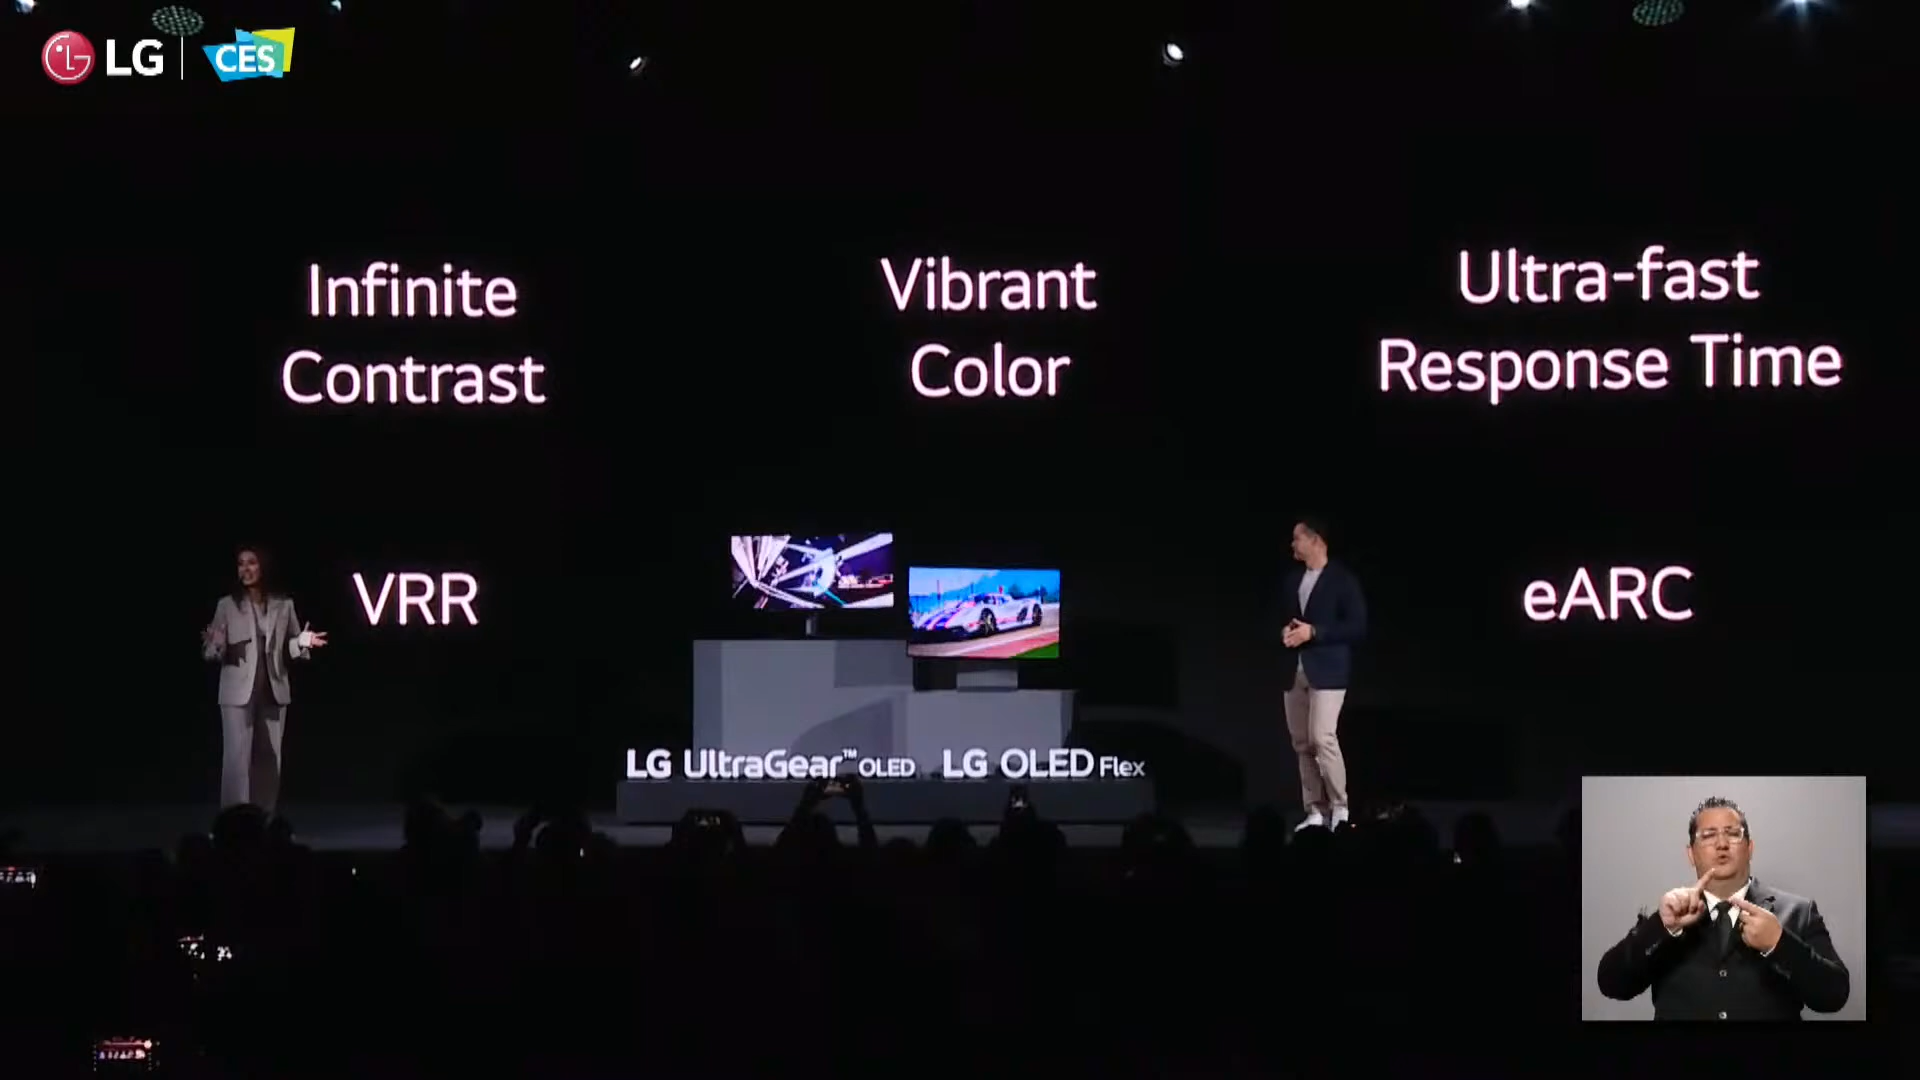 LG
CES
Infinite
Contrast
Vibrant
Color
Ultra-fast
Response Time
VRR
eARC
LG UltraGear™ OLED
LG OLED Flex